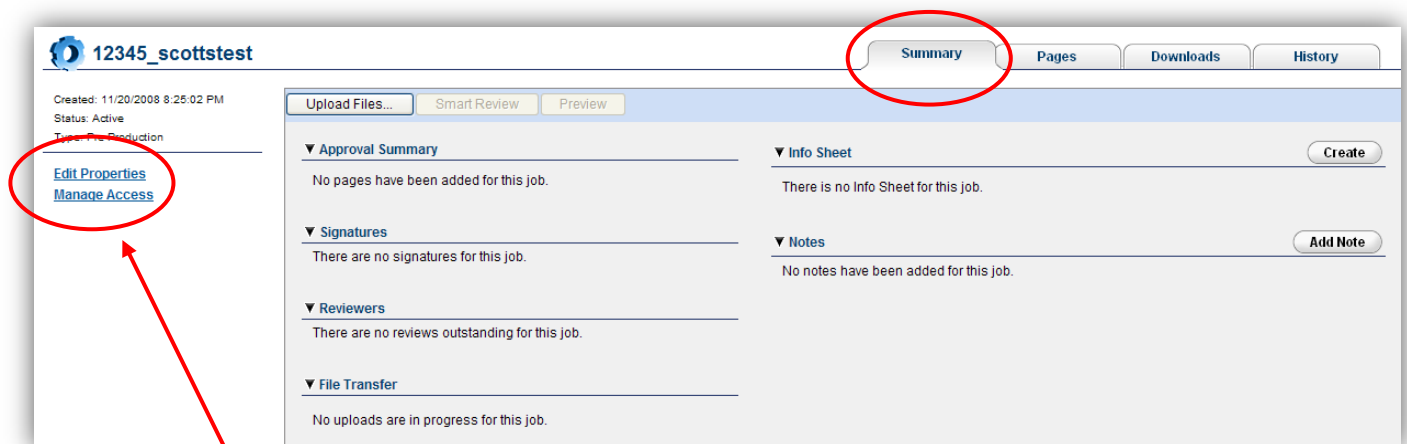 12345_scottstest
Summary
Pages
Downloads
History
Created: 11/20/2008 8:25:02 PM
Status: Active
Type: Pre Production
Edit Properties
Manage Access
Upload Files...
Smart Review
Preview
Approval Summary
No pages have been added for this job.
Signatures
There are no signatures for this job.
Reviewers
There are no reviews outstanding for this job.
File Transfer
No uploads are in progress for this job.
Info Sheet
Create
There is no Info Sheet for this job.
Notes
Add Note
No notes have been added for this job.